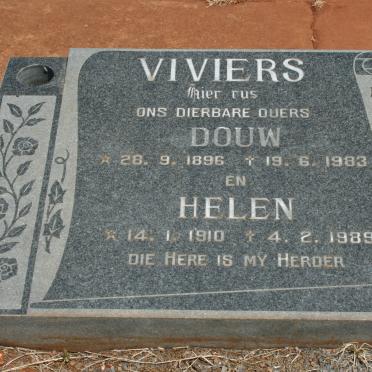 VIVIERS
Hier rus
ONS DIERBARE OUERS
DOUW
☆ 28. 9. 1896 ✝ 19. 6. 1983
EN
HELEN
☆ 14. 1. 1910 ✝ 4. 2. 1989
DIE HERE IS MY HERDER